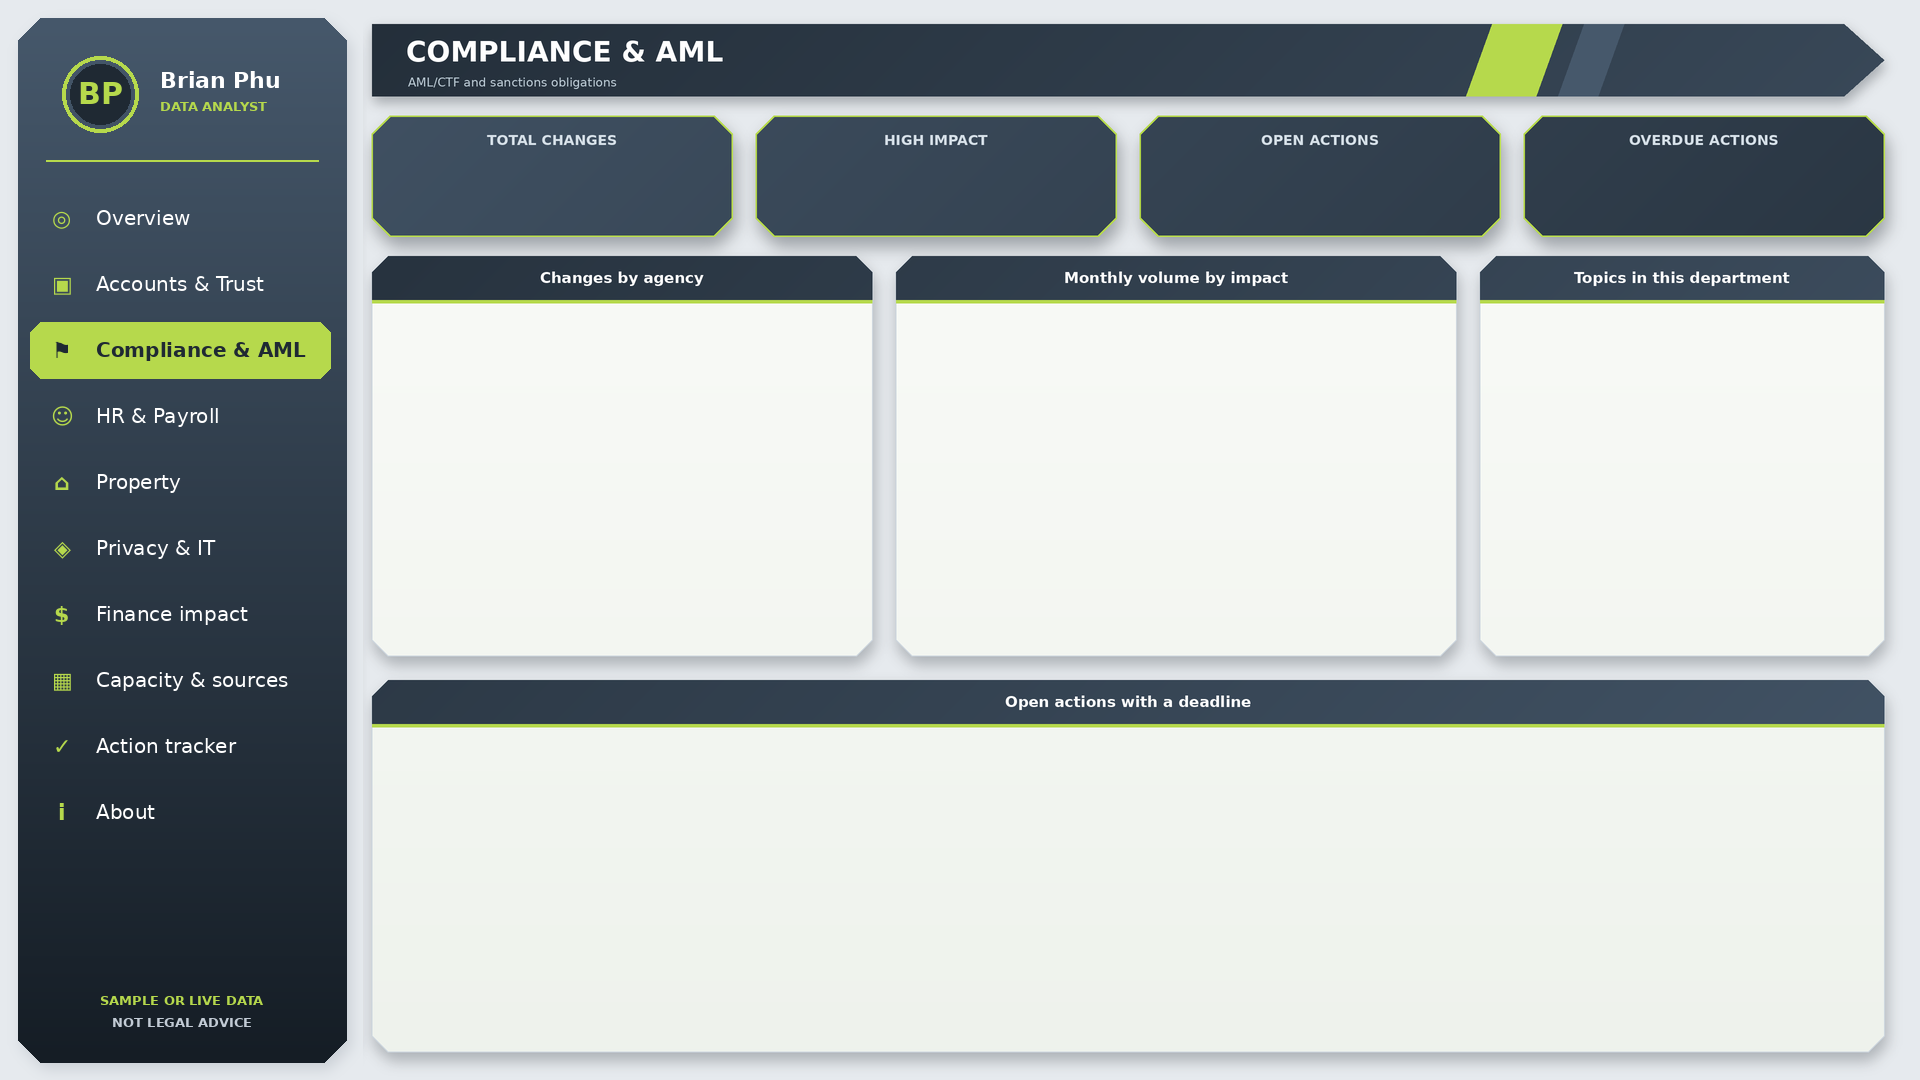 BP
Brian Phu
DATA ANALYST
◎ Overview
▣ Accounts & Trust
⚑ Compliance & AML
☺ HR & Payroll
⌂ Property
◈ Privacy & IT
$ Finance impact
▦ Capacity & sources
✓ Action tracker
i About
SAMPLE OR LIVE DATA
NOT LEGAL ADVICE
COMPLIANCE & AML
AML/CTF and sanctions obligations
TOTAL CHANGES
HIGH IMPACT
OPEN ACTIONS
OVERDUE ACTIONS
Changes by agency
Monthly volume by impact
Topics in this department
Open actions with a deadline